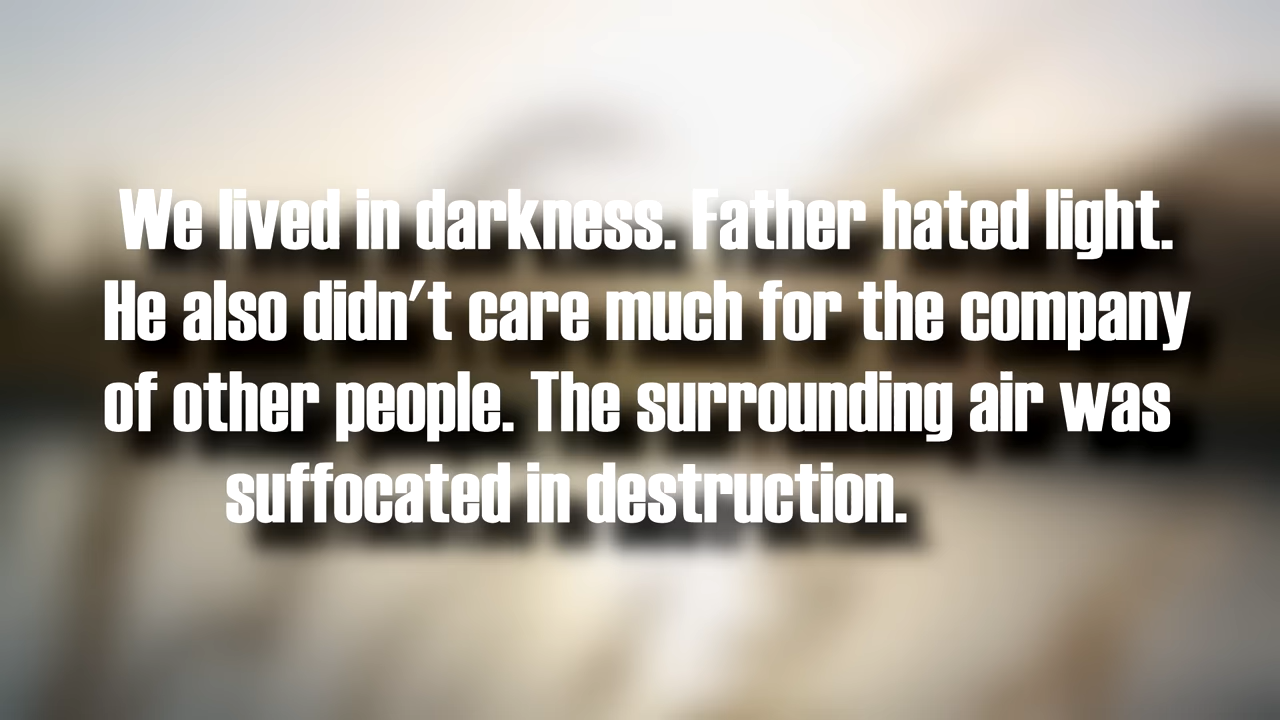 We lived in darkness. Father hated light.
He also didn't care much for the company
of other people. The surrounding air was
suffocated in destruction.